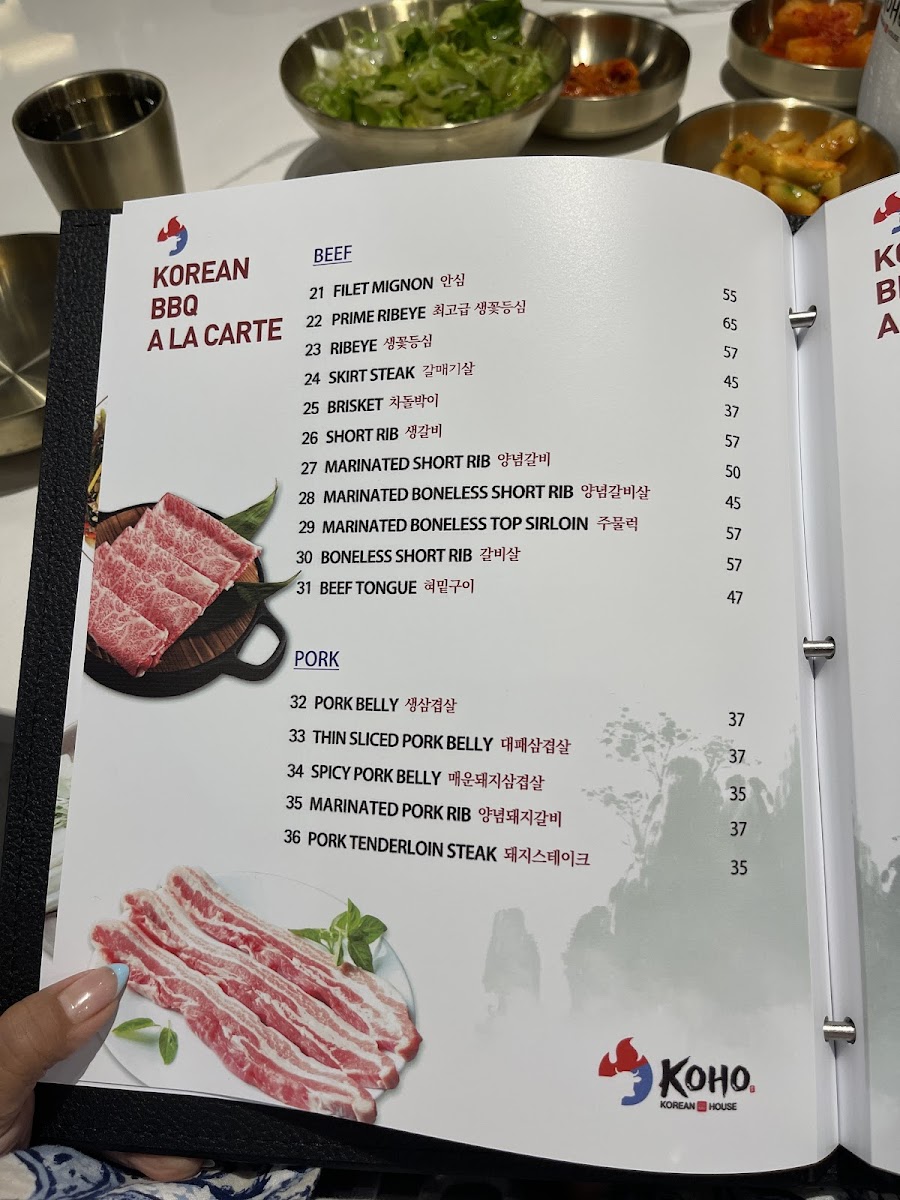 KOREAN
BBQ
A LA CARTE
BEEF
21 FILET MIGNON 안심 55
22 PRIME RIBEYE 최고급 생꽃등심 65
23 RIBEYE 생꽃등심 57
24 SKIRT STEAK 갈매기살 45
25 BRISKET 차돌박이 37
26 SHORT RIB 생갈비 57
27 MARINATED SHORT RIB 양념갈비 50
28 MARINATED BONELESS SHORT RIB 양념갈비살 45
29 MARINATED BONELESS TOP SIRLOIN 주물럭 57
30 BONELESS SHORT RIB 갈비살 57
31 BEEF TONGUE 혀밑구이 47
PORK
32 PORK BELLY 생삼겹살 37
33 THIN SLICED PORK BELLY 대패삼겹살 37
34 SPICY PORK BELLY 매운돼지삼겹살 35
35 MARINATED PORK RIB 양념돼지갈비 37
36 PORK TENDERLOIN STEAK 돼지스테이크 35
KOHO
KOREAN HOUSE